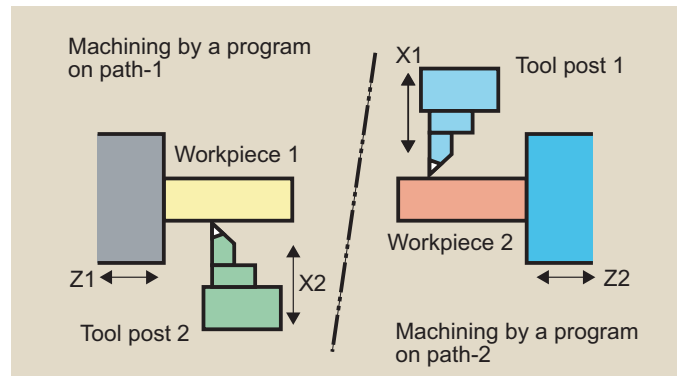 Machining by a program
on path-1
Workpiece 1
Z1
X2
Tool post 2
X1
Tool post 1
Workpiece 2
Z2
Machining by a program
on path-2